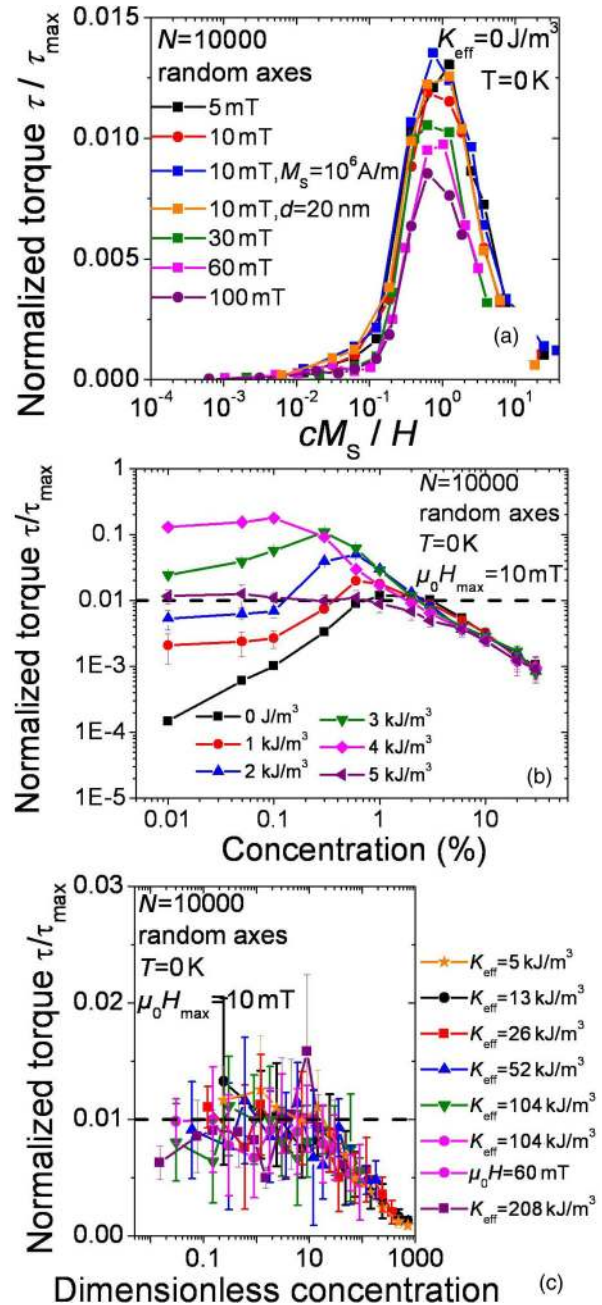 Normalized torque τ / τmax
0.015
0.010
0.005
0.000
N=10000
random axes
5 mT
10 mT
10 mT, MS=10⁶A/m
10 mT, d=20 nm
30 mT
60 mT
100 mT
Keff=0 J/m³
T=0 K
(a)
10⁻⁴ 10⁻³ 10⁻² 10⁻¹ 10⁰ 10¹
cMS / H
Normalized torque τ/τmax
1
0.1
0.01
1E-3
1E-4
1E-5
N=10000
random axes
T=0 K
μ0Hmax=10 mT
0 J/m³
1 kJ/m³
2 kJ/m³
3 kJ/m³
4 kJ/m³
5 kJ/m³
(b)
0.01 0.1 1 10
Concentration (%)
Normalized torque τ/τmax
0.03
0.02
0.01
0.00
N=10000
random axes
T=0 K
μ0Hmax=10 mT
Keff=5 kJ/m³
Keff=13 kJ/m³
Keff=26 kJ/m³
Keff=52 kJ/m³
Keff=104 kJ/m³
Keff=104 kJ/m³
μ0H=60 mT
Keff=208 kJ/m³
0.1 10 1000
Dimensionless concentration
(c)